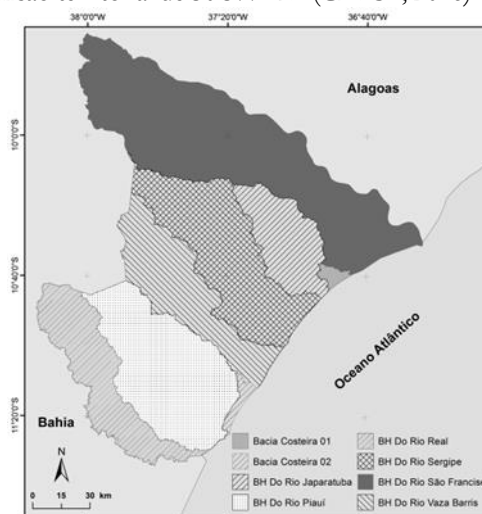 38°0'0"W 37°20'0"W 36°40'0"W
Alagoas
10°0'0"S
10°40'0"S
Oceano Atlântico
11°20'0"S
Bahia
N
0 15 30 km
Bacia Costeira 01
Bacia Costeira 02
BH Do Rio Japaratuba
BH Do Rio Piauí
BH Do Rio Real
BH Do Rio Sergipe
BH Do Rio São Francisc
BH Do Rio Vaza Barris